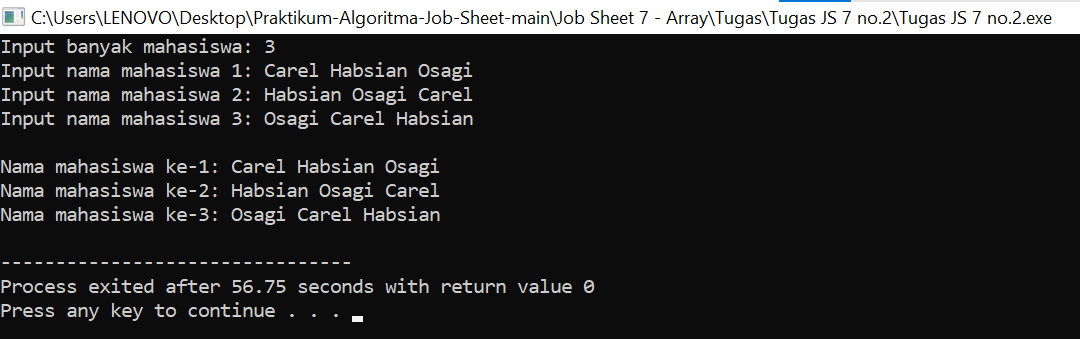 C:\Users\LENOVO\Desktop\Praktikum-Algoritma-Job-Sheet-main\Job Sheet 7 - Array\Tugas\Tugas JS 7 no.2\Tugas JS 7 no.2.exe
Input banyak mahasiswa: 3
Input nama mahasiswa 1: Carel Habsian Osagi
Input nama mahasiswa 2: Habsian Osagi Carel
Input nama mahasiswa 3: Osagi Carel Habsian
Nama mahasiswa ke-1: Carel Habsian Osagi
Nama mahasiswa ke-2: Habsian Osagi Carel
Nama mahasiswa ke-3: Osagi Carel Habsian
--------------------------------
Process exited after 56.75 seconds with return value 0
Press any key to continue . . .